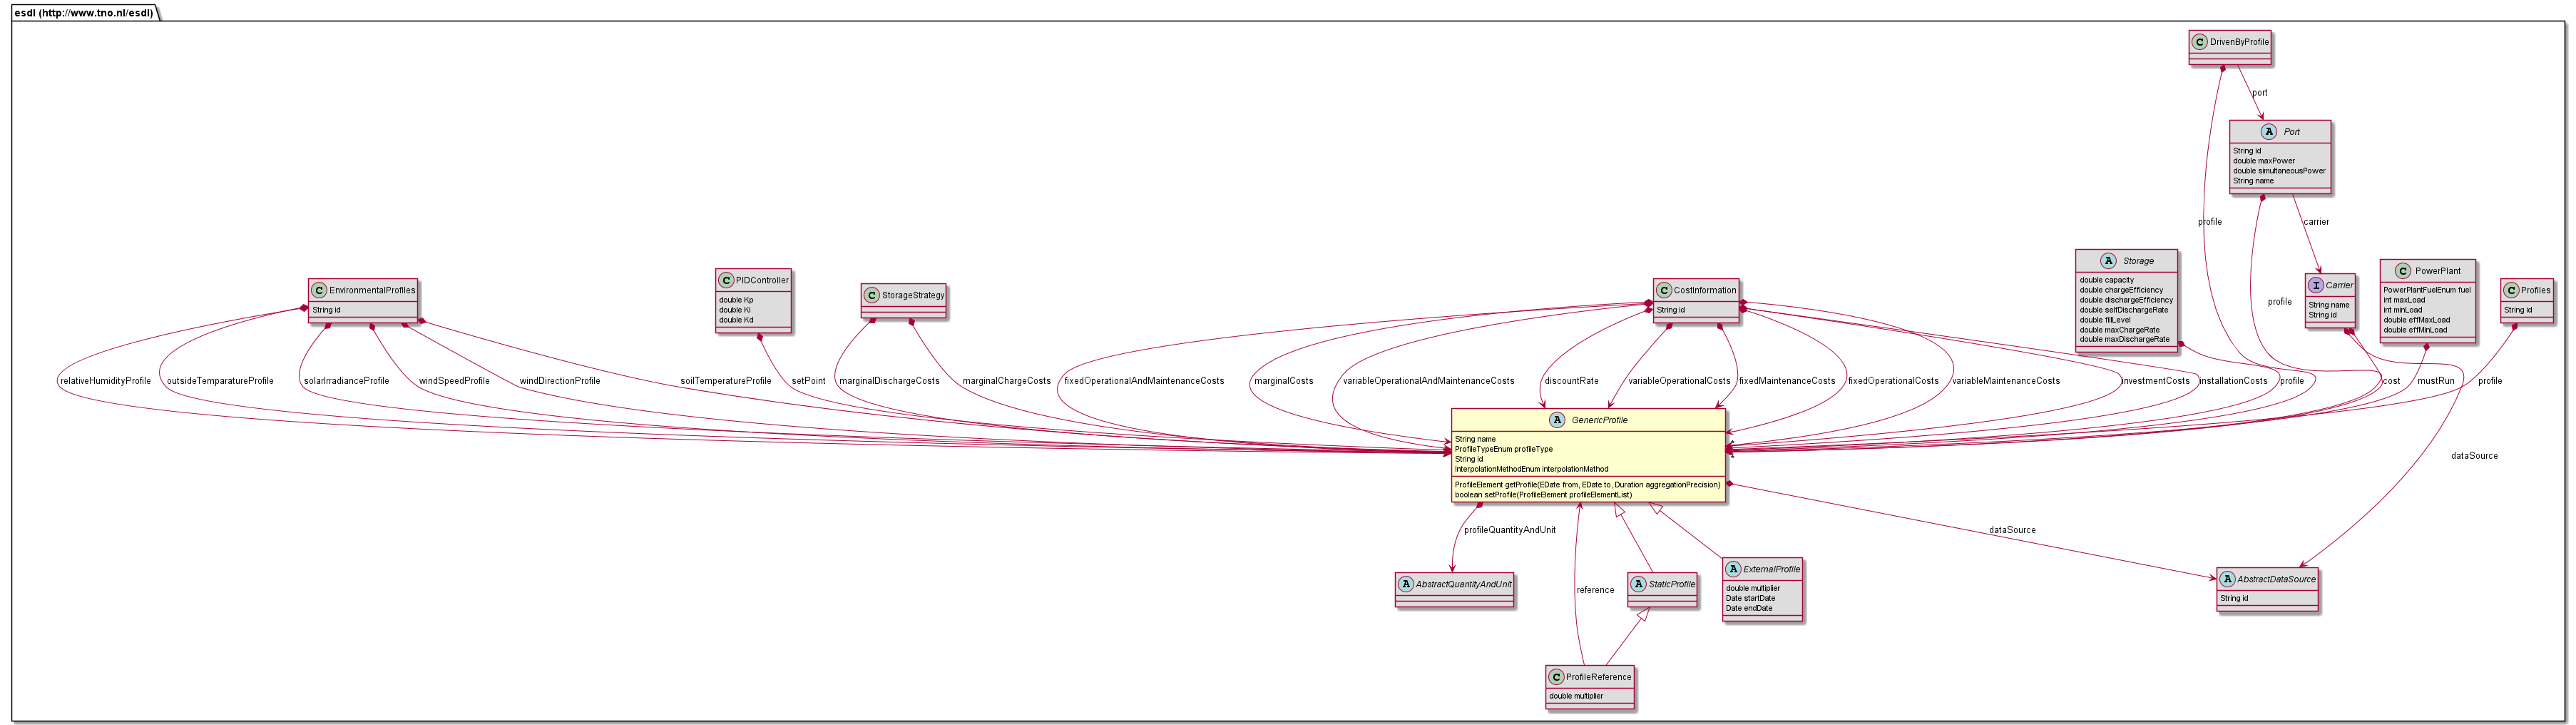 esdl (http://www.tno.nl/esdl)
C DrivenByProfile
port
A Port
String id
double maxPower
double simultaneousPower
String name
profile
carrier
A Storage
double capacity
double chargeEfficiency
double dischargeEfficiency
double selfDischargeRate
double fillLevel
double maxChargeRate
double maxDischargeRate
C PowerPlant
PowerPlantFuelEnum fuel
int maxLoad
int minLoad
double effMaxLoad
double effMinLoad
C EnvironmentalProfiles
String id
C PIDController
double Kp
double Ki
double Kd
C StorageStrategy
C CostInformation
String id
profile
I Carrier
String name
String id
C Profiles
String id
relativeHumidityProfile
outsideTemparatureProfile
solarIrradianceProfile
windSpeedProfile
windDirectionProfile
soilTemperatureProfile
setPoint
marginalDischargeCosts
marginalChargeCosts
fixedOperationalAndMaintenanceCosts
marginalCosts
variableOperationalAndMaintenanceCosts
discountRate
variableOperationalCosts
fixedMaintenanceCosts
fixedOperationalCosts
variableMaintenanceCosts
investmentCosts
installationCosts
profile
cost
mustRun
profile
A GenericProfile
String name
ProfileTypeEnum profileType
String id
InterpolationMethodEnum interpolationMethod
ProfileElement getProfile(EDate from, EDate to, Duration aggregationPrecision)
boolean setProfile(ProfileElement profileElementList)
dataSource
profileQuantityAndUnit
dataSource
A AbstractQuantityAndUnit
reference
A StaticProfile
A ExternalProfile
double multiplier
Date startDate
Date endDate
A AbstractDataSource
String id
C ProfileReference
double multiplier